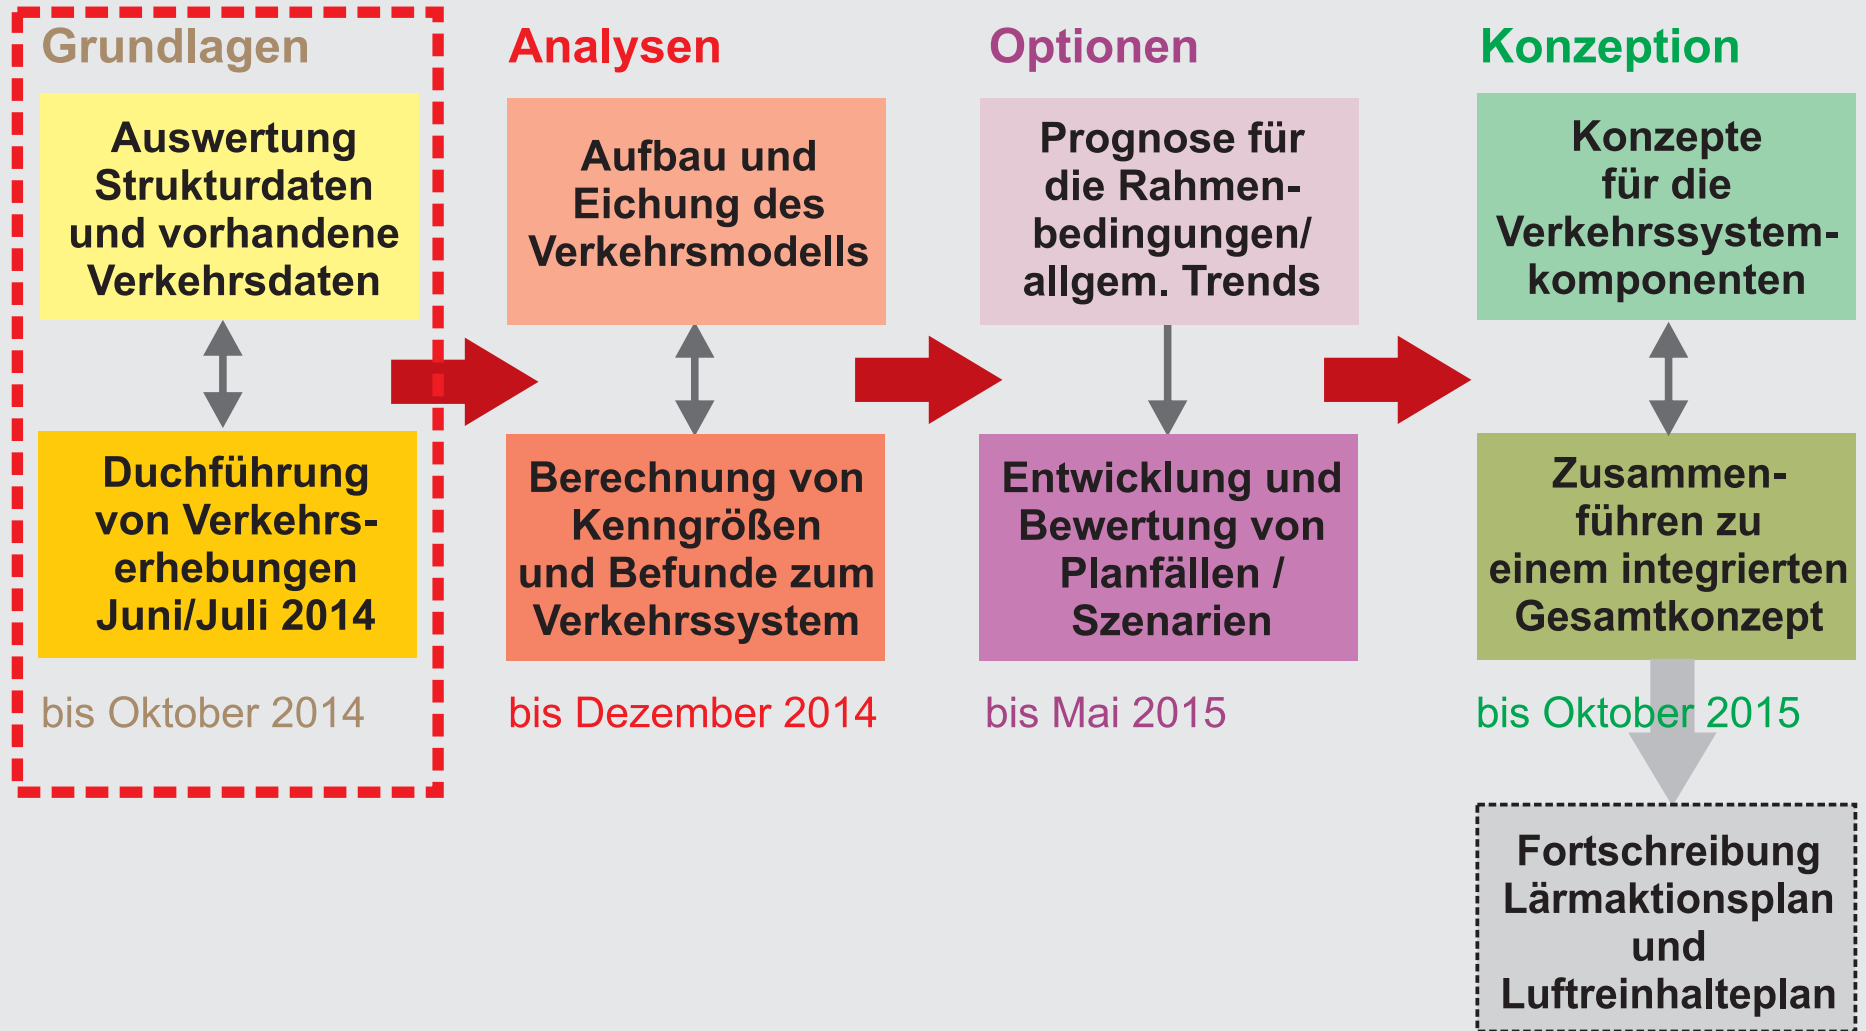 Grundlagen
Auswertung
Strukturdaten
und vorhandene
Verkehrsdaten
Duchführung
von Verkehrs-
erhebungen
Juni/Juli 2014
bis Oktober 2014
Analysen
Aufbau und
Eichung des
Verkehrsmodells
Berechnung von
Kenngrößen
und Befunde zum
Verkehrssystem
bis Dezember 2014
Optionen
Prognose für
die Rahmen-
bedingungen/
allgem. Trends
Entwicklung und
Bewertung von
Planfällen /
Szenarien
bis Mai 2015
Konzeption
Konzepte
für die
Verkehrssystem-
komponenten
Zusammen-
führen zu
einem integrierten
Gesamtkonzept
bis Oktober 2015
Fortschreibung
Lärmaktionsplan
und
Luftreinhalteplan